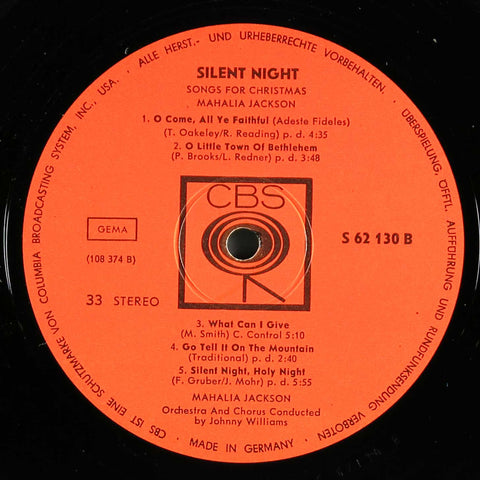 ALLE HERST.- UND URHEBERRECHTE VORBEHALTEN. ÜBERSPIELUNG, ÖFFTL. AUFFÜHRUNG UND RUNDFUNKSENDUNG VERBOTEN
SILENT NIGHT
SONGS FOR CHRISTMAS
MAHALIA JACKSON
1. O Come, All Ye Faithful (Adeste Fideles)
(T. Oakeley/R. Reading) p. d. 4:35
2. O Little Town Of Bethlehem
(P. Brooks/L. Redner) p. d. 3:48
CBS
GEMA
S 62 130 B
(108 374 B)
33 STEREO
3. What Can I Give
(M. Smith) C. Control 5:10
4. Go Tell It On The Mountain
(Traditional) p. d. 2:40
5. Silent Night, Holy Night
(F. Gruber/J. Mohr) p. d. 5:55
MAHALIA JACKSON
Orchestra And Chorus Conducted
by Johnny Williams
CBS IST EINE SCHUTZMARKE VON COLUMBIA BROADCASTING SYSTEM, INC., USA.
· MADE IN GERMANY ·